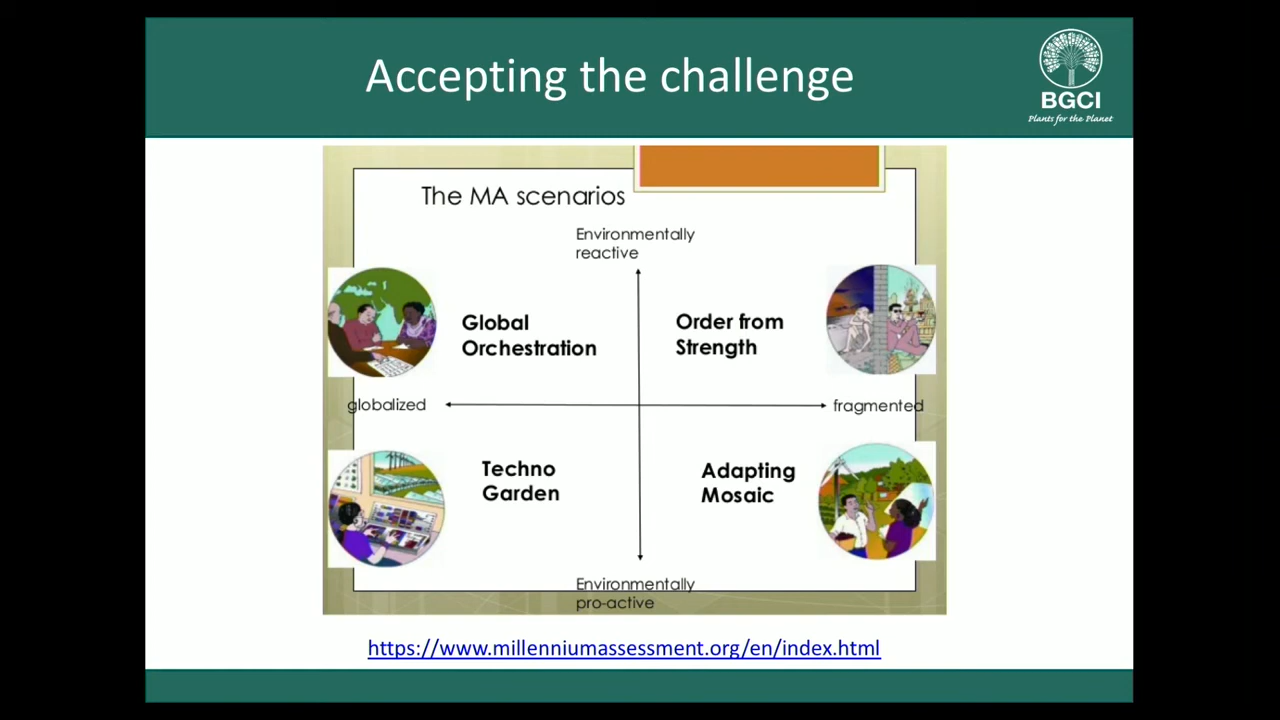 Accepting the challenge
BGCI
Plants for the Planet
The MA scenarios
Environmentally
reactive
Global
Orchestration
Order from
Strength
globalized
fragmented
Techno
Garden
Adapting
Mosaic
Environmentally
pro-active
https://www.millenniumassessment.org/en/index.html